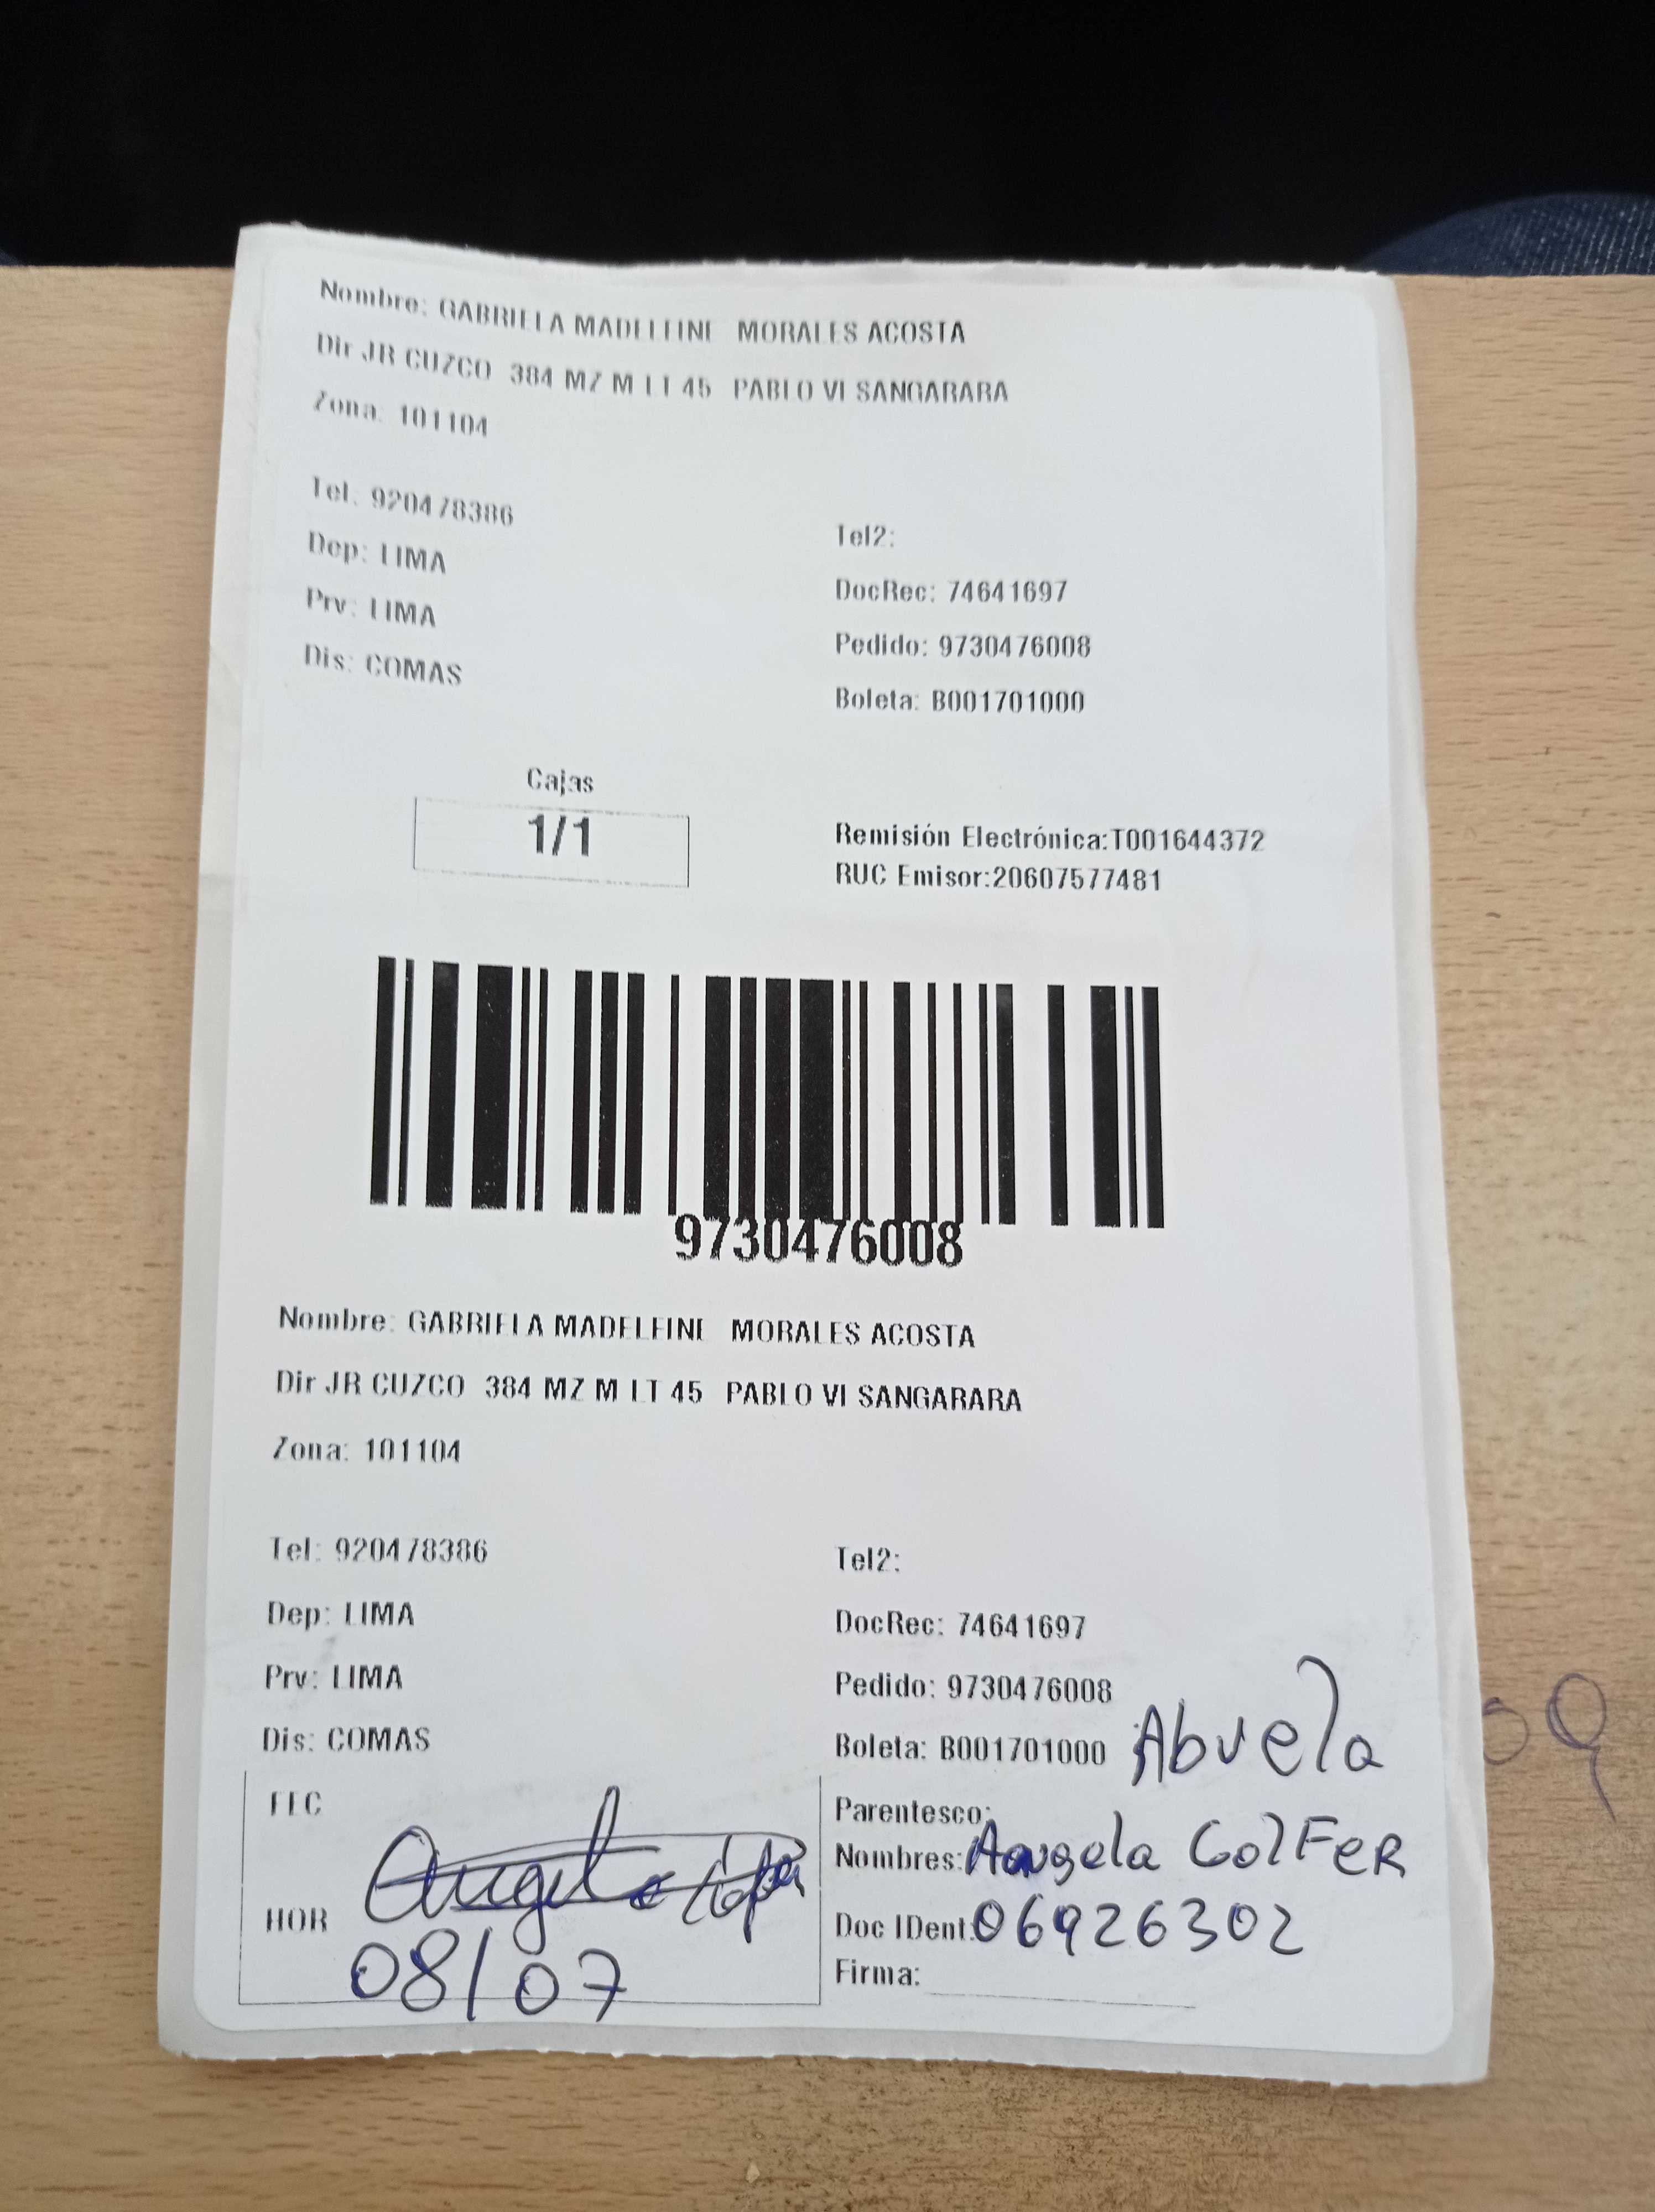 Nombre: GABRIELA MADELEINE MORALES ACOSTA
Dir JR CUZCO 384 MZ M LT 45 PABLO VI SANGARARA
Zona: 101104
Tel: 920478386
Tel2:
Dep: LIMA
DocRec: 74641697
Prv: LIMA
Pedido: 9730476008
Dis: COMAS
Boleta: B001701000
Cajas
1/1
Remisión Electrónica:T001644372
RUC Emisor:20607577481
9730476008
Nombre: GABRIELA MADELEINE MORALES ACOSTA
Dir JR CUZCO 384 MZ M LT 45 PABLO VI SANGARARA
Zona: 101104
Tel: 920478386
Tel2:
Dep: LIMA
DocRec: 74641697
Prv: LIMA
Pedido: 9730476008
Dis: COMAS
Boleta: B001701000
Abuela
FEC
Parentesco:
Nombres: Angela GolFER
HOR
Doc IDent: 06926302
08/07
Firma: